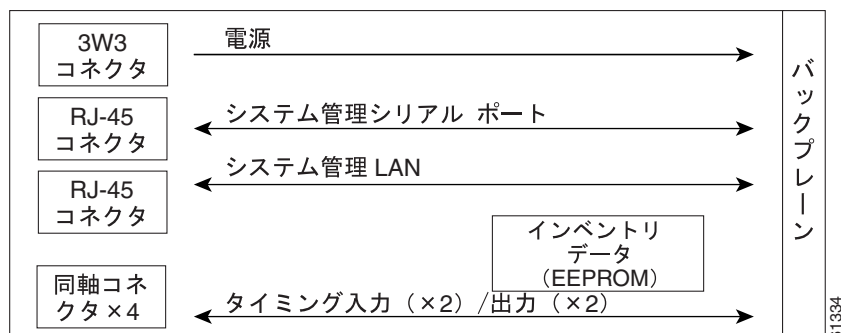 3W3
コネクタ
電源
RJ-45
コネクタ
システム管理シリアル ポート
RJ-45
コネクタ
システム管理 LAN
インベントリ
データ
（EEPROM）
同軸コネ
クタ×4
タイミング入力（×2）/出力（×2）
バックプレーン